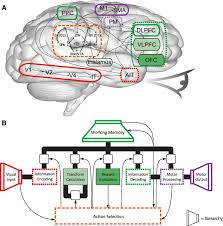 A
PPC
M1
SMA
PM
DLPFC
VLPFC
OFC
thalamus
V1
V2
V4
IT
AIT
B
Working Memory
Visual Input
Information Encoding
Transform Calculation
Reward Evaluation
Information Decoding
Motor Processing
Motor Output
Action Selection
= hierarchy